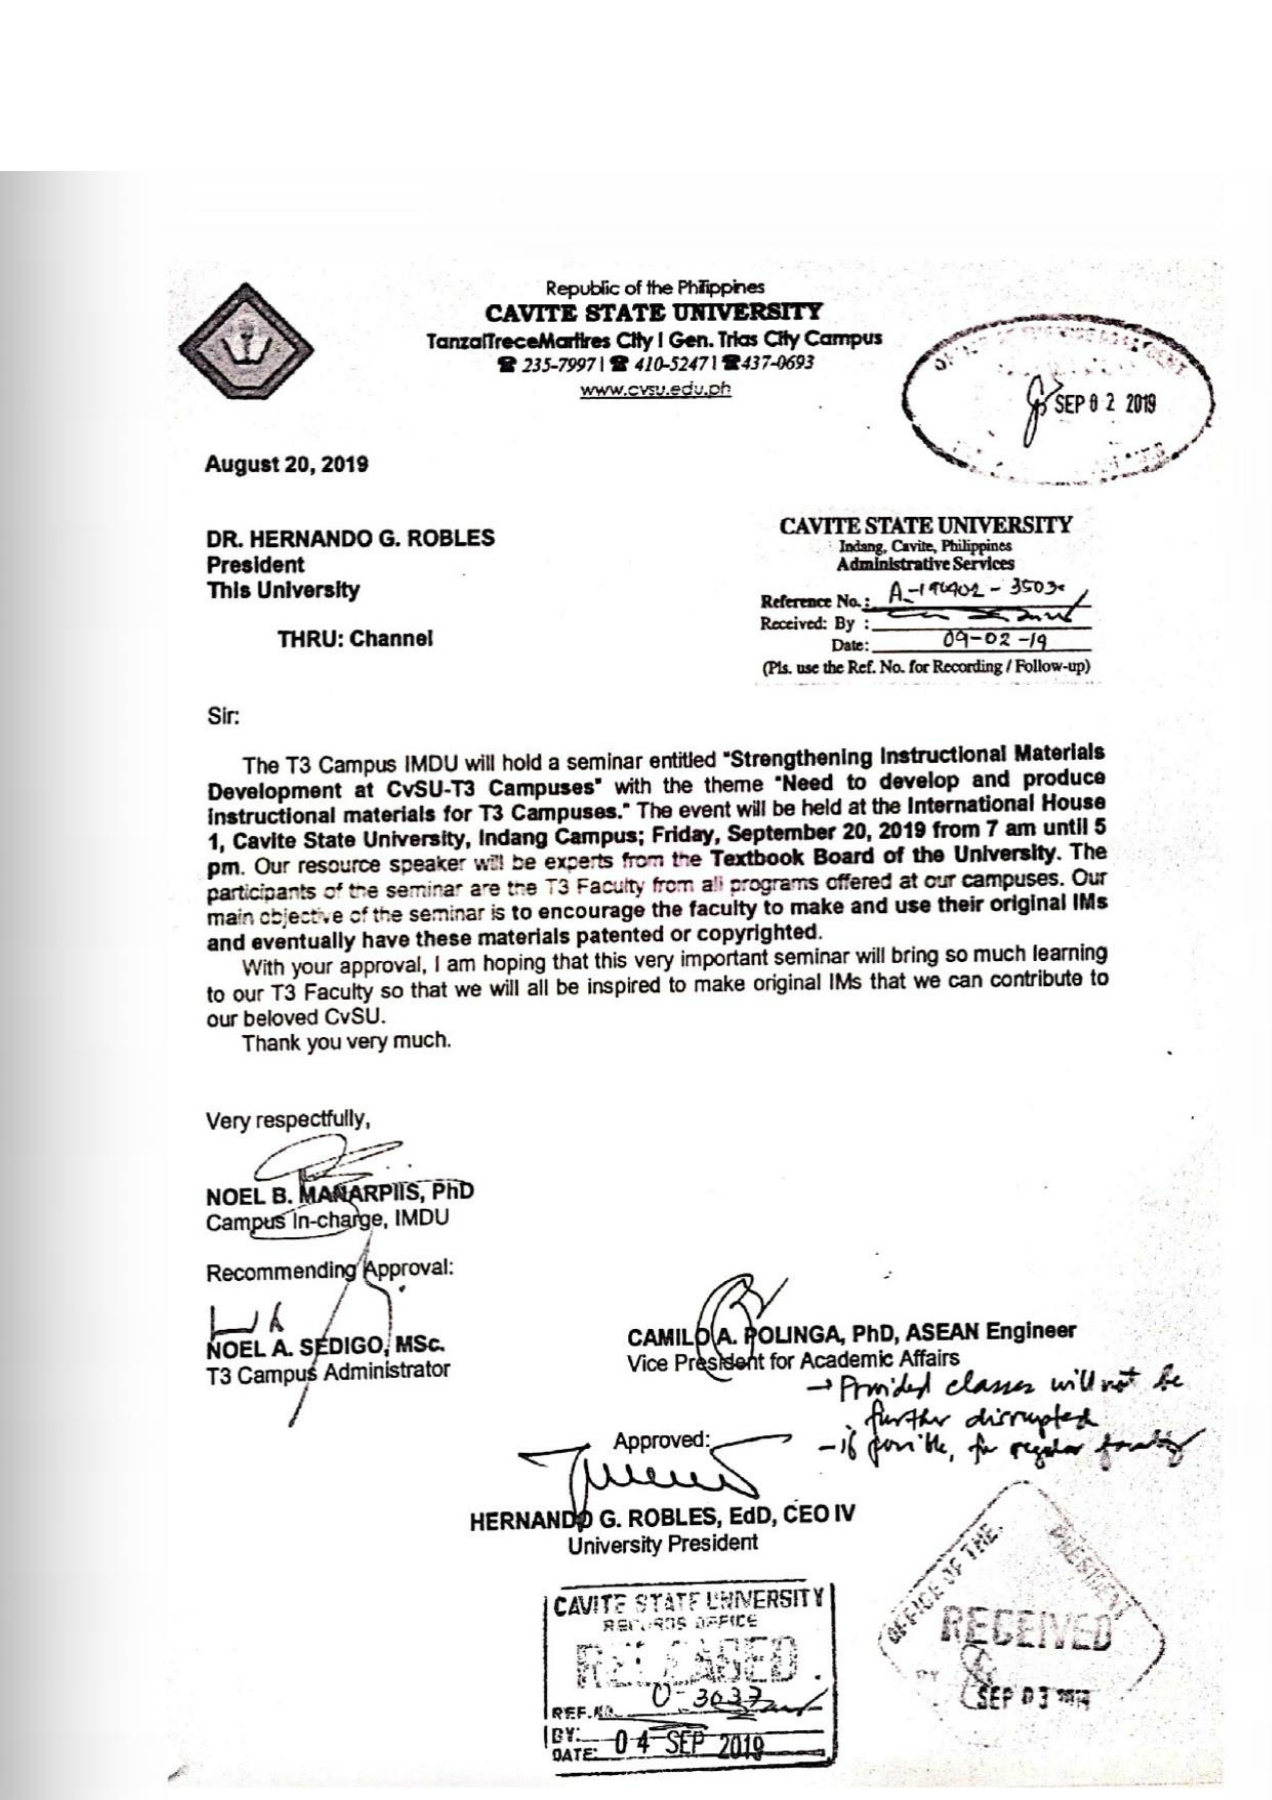 Republic of the Philippines
CAVITE STATE UNIVERSITY
Tanza|TreceMartires City | Gen. Trias City Campus
☎ 235-7997 | ☎ 410-5247 | ☎437-0693
www.cvsu.edu.ph
SEP 0 2 2019
August 20, 2019
DR. HERNANDO G. ROBLES
President
This University
THRU: Channel
CAVITE STATE UNIVERSITY
Indang, Cavite, Philippines
Administrative Services
Reference No.:
Received: By :
Date: 09-02-19
(Pls. use the Ref. No. for Recording / Follow-up)
Sir:
The T3 Campus IMDU will hold a seminar entitled "Strengthening Instructional Materials
Development at CvSU-T3 Campuses" with the theme "Need to develop and produce
instructional materials for T3 Campuses." The event will be held at the International House
1, Cavite State University, Indang Campus; Friday, September 20, 2019 from 7 am until 5
pm. Our resource speaker will be experts from the Textbook Board of the University. The
participants of the seminar are the T3 Faculty from all programs offered at our campuses. Our
main objective of the seminar is to encourage the faculty to make and use their original IMs
and eventually have these materials patented or copyrighted.
With your approval, I am hoping that this very important seminar will bring so much learning
to our T3 Faculty so that we will all be inspired to make original IMs that we can contribute to
our beloved CvSU.
Thank you very much.
Very respectfully,
NOEL B. MANARPIIS, PhD
Campus In-charge, IMDU
Recommending Approval:
NOEL A. SEDIGO, MSc.
T3 Campus Administrator
CAMILO A. POLINGA, PhD, ASEAN Engineer
Vice President for Academic Affairs
→ Provided classes will not be
further disrupted
- if possible, for regular faculty
Approved:
HERNANDO G. ROBLES, EdD, CEO IV
University President
CAVITE STATE UNIVERSITY
RECORDS OFFICE
RELEASED
REF.NO. 0-3037
BY:
DATE: 04 SEP 2019
OFFICE OF THE PRESIDENT
RECEIVED
BY
SEP 03 2019